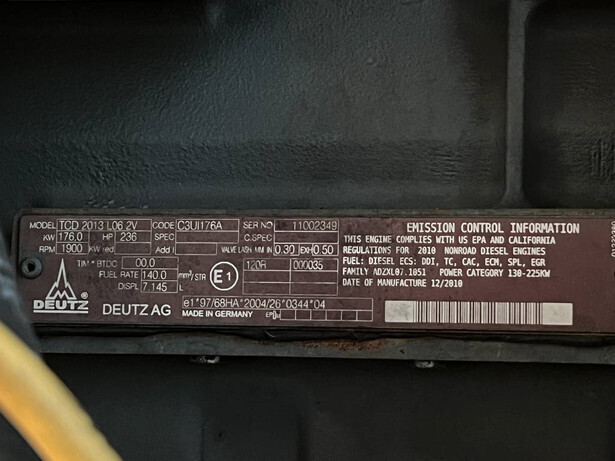 MODEL TCD 2013 L06 2V CODE C3UI176A SER NO 11002349
KW 176,0 HP 236 SPEC C.SPEC
RPM 1900 KW red Add I VALVE LASH MM IN 0.30 EXH 0.50
TIM ° BTDC 00.0 120R 000035
FUEL RATE 140.0 mm³/STR
DISPL 7.145 L
E1
DEUTZ DEUTZ AG
e1*97/68HA*2004/26*0344*04
MADE IN GERMANY
EMISSION CONTROL INFORMATION
THIS ENGINE COMPLIES WITH US EPA AND CALIFORNIA
REGULATIONS FOR 2010 NONROAD DIESEL ENGINES
FUEL: DIESEL ECS: DDI, TC, CAC, ECM, SPL, EGR
FAMILY ADZXL07.1051 POWER CATEGORY 130-225KW
DATE OF MANUFACTURE 12/2010